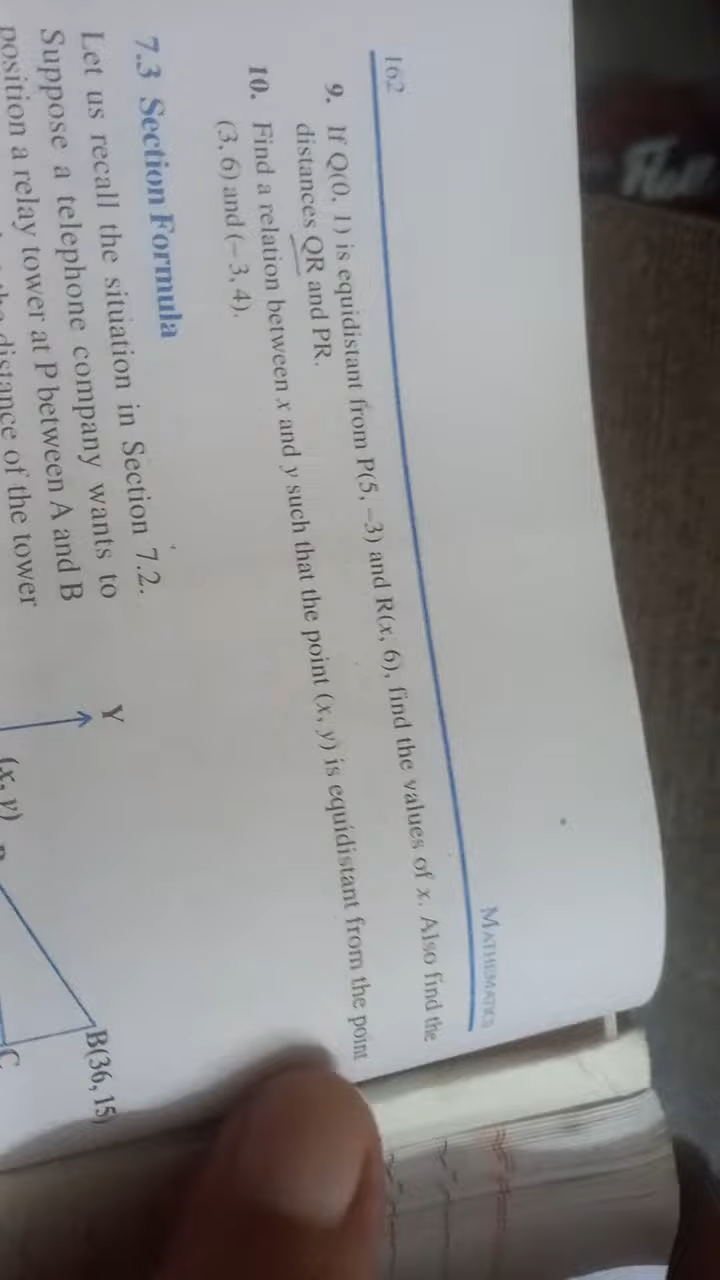 162
MATHEMATICS
9. If Q(0, 1) is equidistant from P(5, –3) and R(x, 6), find the values of x. Also find the
distances QR and PR.
10. Find a relation between x and y such that the point (x, y) is equidistant from the point
(3, 6) and (– 3, 4).
7.3 Section Formula
Let us recall the situation in Section 7.2.
Suppose a telephone company wants to
position a relay tower at P between A and B
distance of the tower
Y
(x, y)
B(36, 15)
C